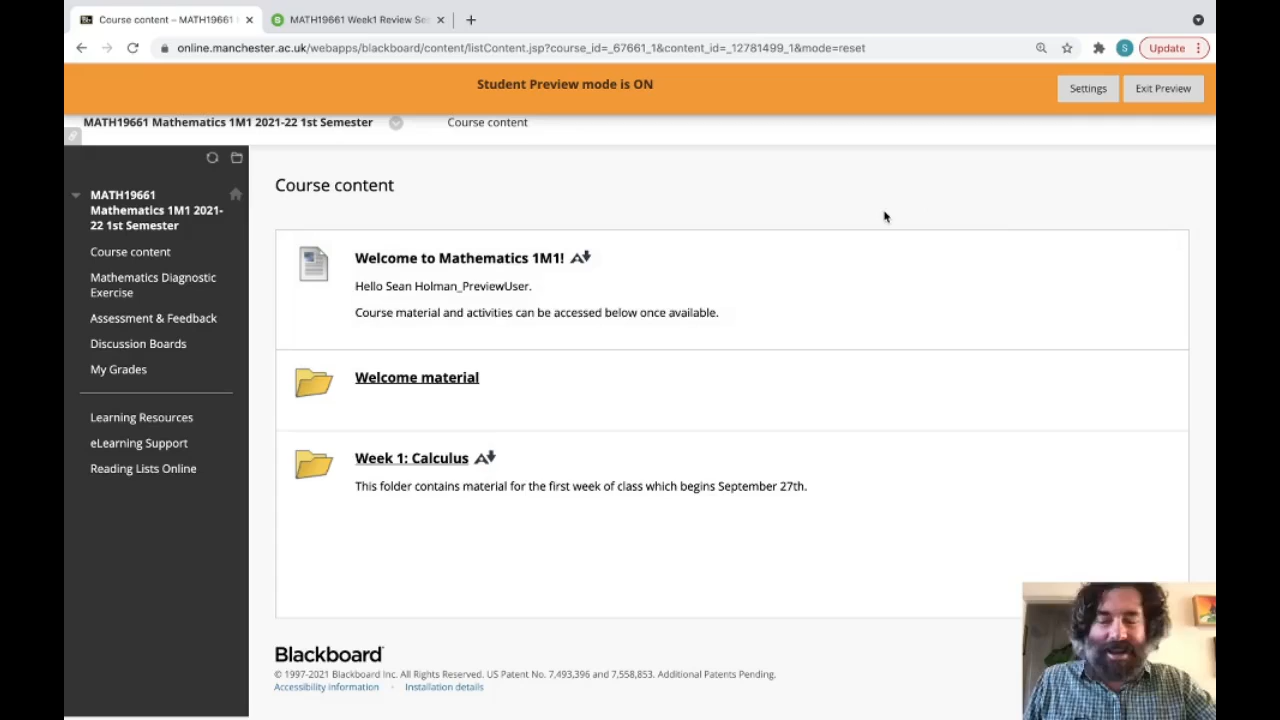 Course content – MATH19661
MATH19661 Week1 Review Se
online.manchester.ac.uk/webapps/blackboard/content/listContent.jsp?course_id=_67661_1&content_id=_12781499_1&mode=reset
S
Update
Student Preview mode is ON
Settings
Exit Preview
MATH19661 Mathematics 1M1 2021-22 1st Semester
Course content
MATH19661
Mathematics 1M1 2021-
22 1st Semester
Course content
Mathematics Diagnostic
Exercise
Assessment & Feedback
Discussion Boards
My Grades
Learning Resources
eLearning Support
Reading Lists Online
Course content
Welcome to Mathematics 1M1!
Hello Sean Holman_PreviewUser.
Course material and activities can be accessed below once available.
Welcome material
Week 1: Calculus
This folder contains material for the first week of class which begins September 27th.
Blackboard
© 1997-2021 Blackboard Inc. All Rights Reserved. US Patent No. 7,493,396 and 7,558,853. Additional Patents Pending.
Accessibility information · Installation details